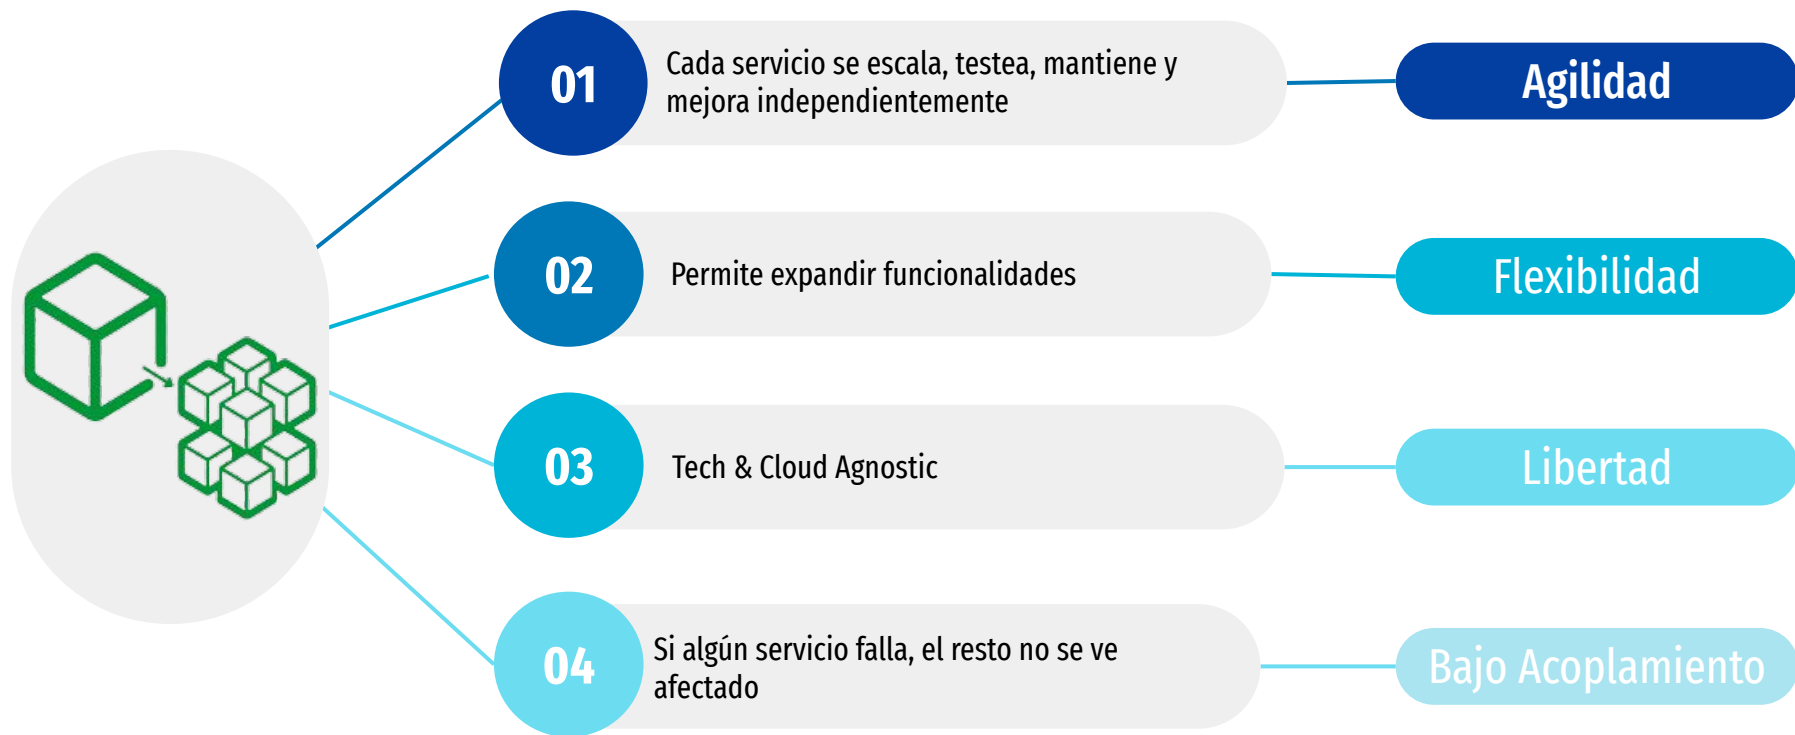 01
Cada servicio se escala, testea, mantiene y
mejora independientemente
Agilidad
02
Permite expandir funcionalidades
Flexibilidad
03
Tech & Cloud Agnostic
Libertad
04
Si algún servicio falla, el resto no se ve
afectado
Bajo Acoplamiento